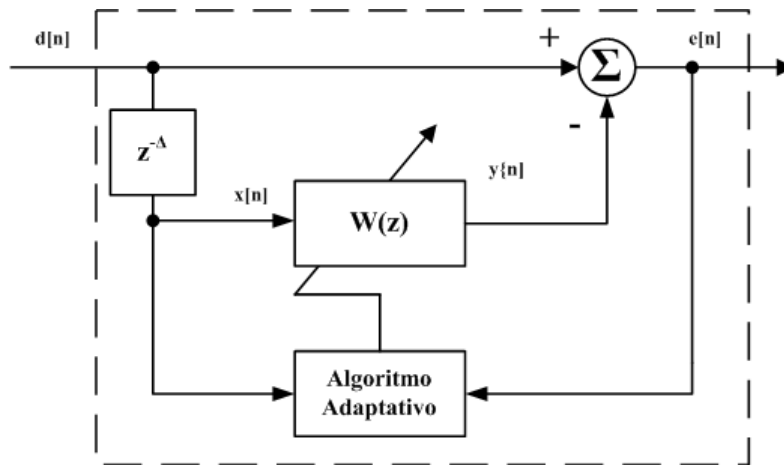 d[n]
+
e[n]
Σ
-
z^-Δ
x[n]
W(z)
y{n]
Algoritmo
Adaptativo